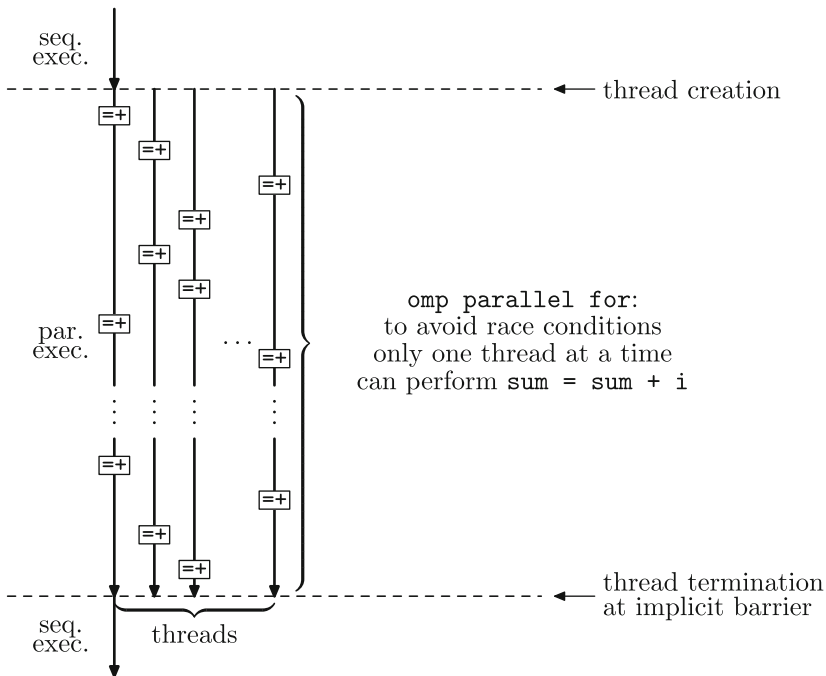 seq.
exec.
thread creation
=+
=+
=+
=+
=+
=+
omp parallel for:
to avoid race conditions
only one thread at a time
can perform sum = sum + i
par.
exec.
=+
...
=+
=+
=+
=+
=+
thread termination
at implicit barrier
threads
seq.
exec.